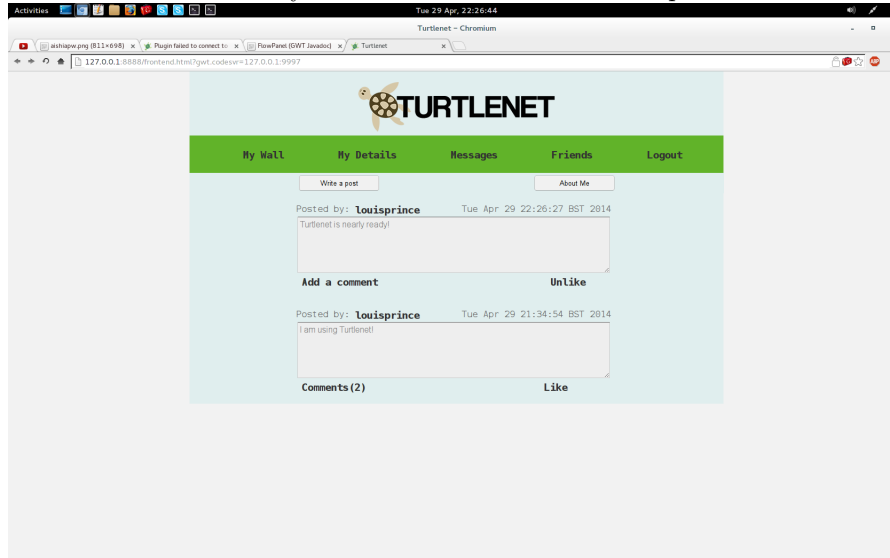 Activities
Tue 29 Apr, 22:26:44
Turtlenet - Chromium
aishiapw.png (811×698) x
Plugin failed to connect to x
FlowPanel (GWT Javadoc) x
Turtlenet x
127.0.0.1:8888/frontend.html?gwt.codesvr=127.0.0.1:9997
TURTLENET
My Wall My Details Messages Friends Logout
Write a post About Me
Posted by: louisprince Tue Apr 29 22:26:27 BST 2014
Turtlenet is nearly ready!
Add a comment Unlike
Posted by: louisprince Tue Apr 29 21:34:54 BST 2014
I am using Turtlenet!
Comments(2) Like